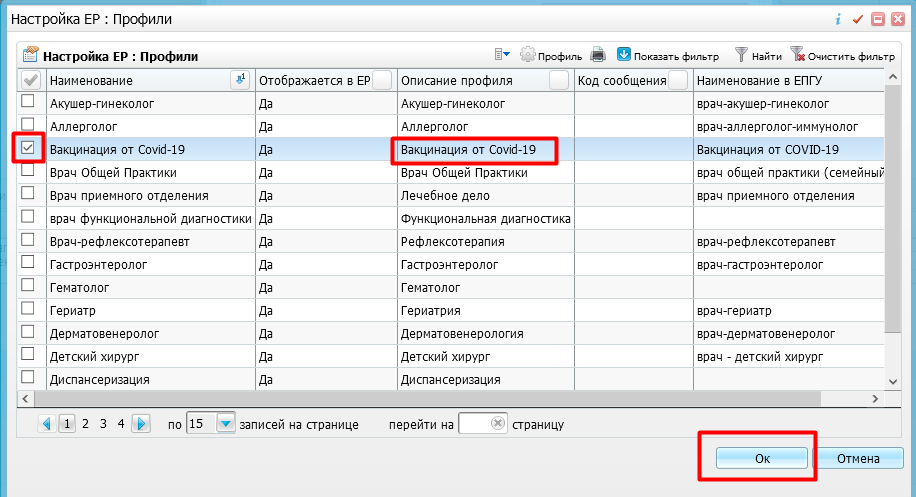 Настройка ЕР : Профили
Настройка ЕР : Профили Профиль Показать фильтр Найти Очистить фильтр
Наименование Отображается в ЕР Описание профиля Код сообщения Наименование в ЕПГУ
Акушер-гинеколог Да Акушер-гинеколог врач-акушер-гинеколог
Аллерголог Да Аллерголог врач-аллерголог-иммунолог
Вакцинация от Covid-19 Да Вакцинация от Covid-19 Вакцинация от COVID-19
Врач Общей Практики Да Врач Общей Практики врач общей практики (семейный
Врач приемного отделения Да Лечебное дело врач приемного отделения
врач функциональной диагностики Да Функциональная диагностика
Врач-рефлексотерапевт Да Рефлексотерапия врач-рефлексотерапевт
Гастроэнтеролог Да Гастроэнтеролог врач-гастроэнтеролог
Гематолог Да Гематолог
Гериатр Да Гериатрия врач-гериатр
Дерматовенеролог Да Дерматовенерология врач-дерматовенеролог
Детский хирург Да Детский хирург врач - детский хирург
Диспансеризация Да Диспансеризация
1 2 3 4 по 15 записей на странице перейти на страницу
Ок Отмена